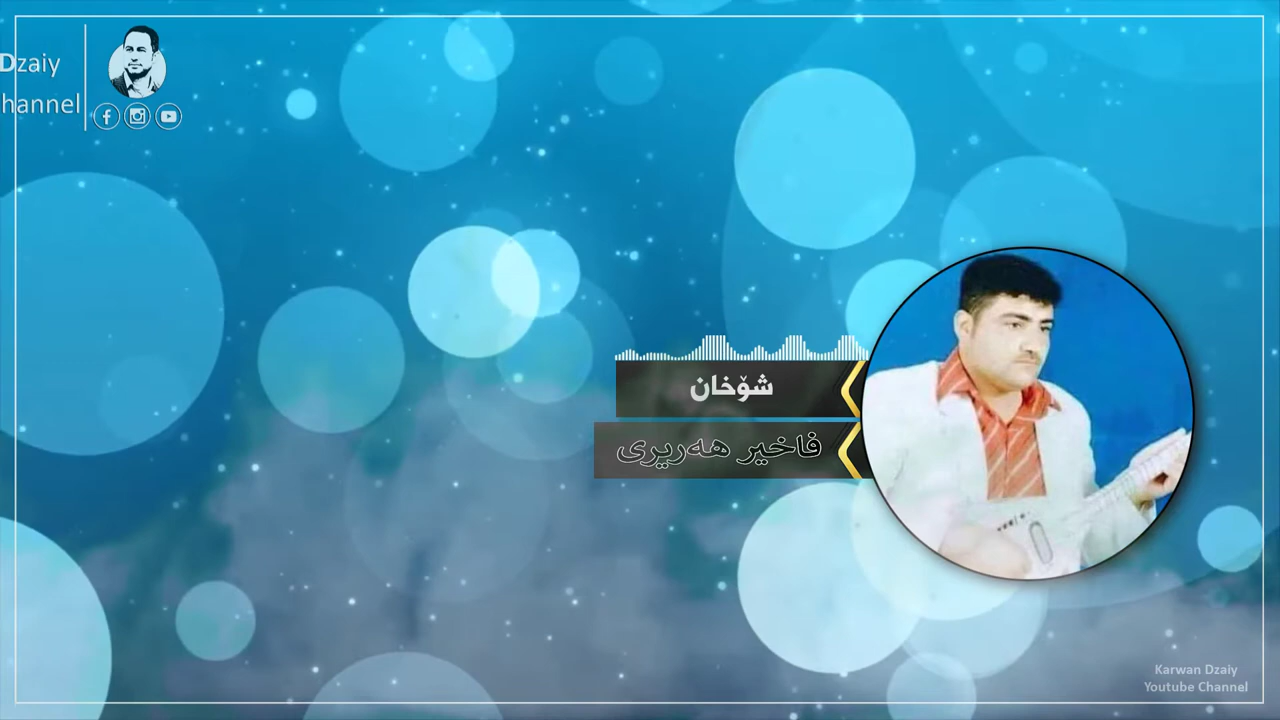 Dzaiy
hannel
شۆخان
فاخیر هەریری
Karwan Dzaiy
Youtube Channel